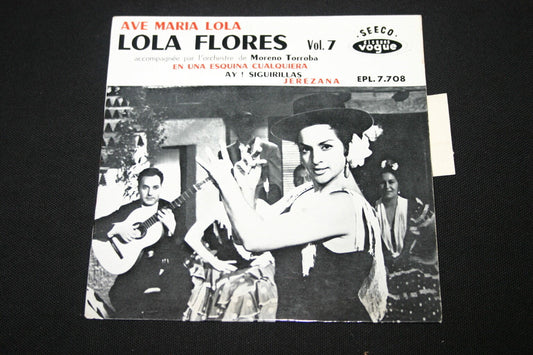 AVE MARIA LOLA
LOLA FLORES Vol. 7
accompagnée par l'orchestre de Moreno Torroba
EN UNA ESQUINA CUALQUIERA
AY ! SIGUIRILLAS
JEREZANA
SEECO
DISQUES
vogue
EPL. 7.708